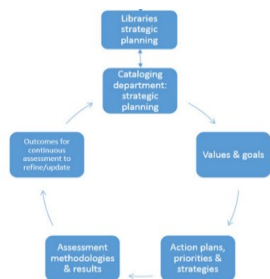 Libraries
strategic
planning
Cataloging
department:
strategic
planning
Values & goals
Action plans,
priorities &
strategies
Assessment
methodologies
& results
Outcomes for
continuous
assessment to
refine/update